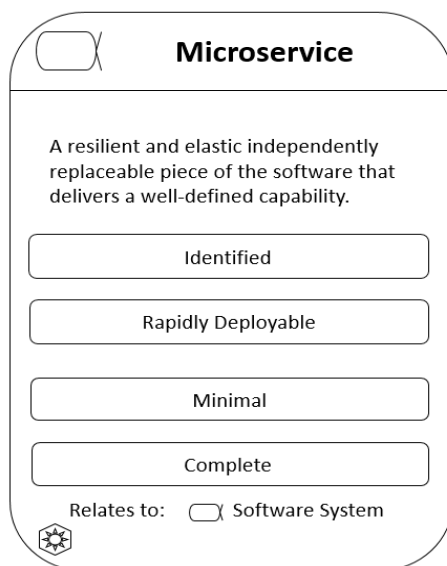 Microservice
A resilient and elastic independently
replaceable piece of the software that
delivers a well-defined capability.
Identified
Rapidly Deployable
Minimal
Complete
Relates to: Software System